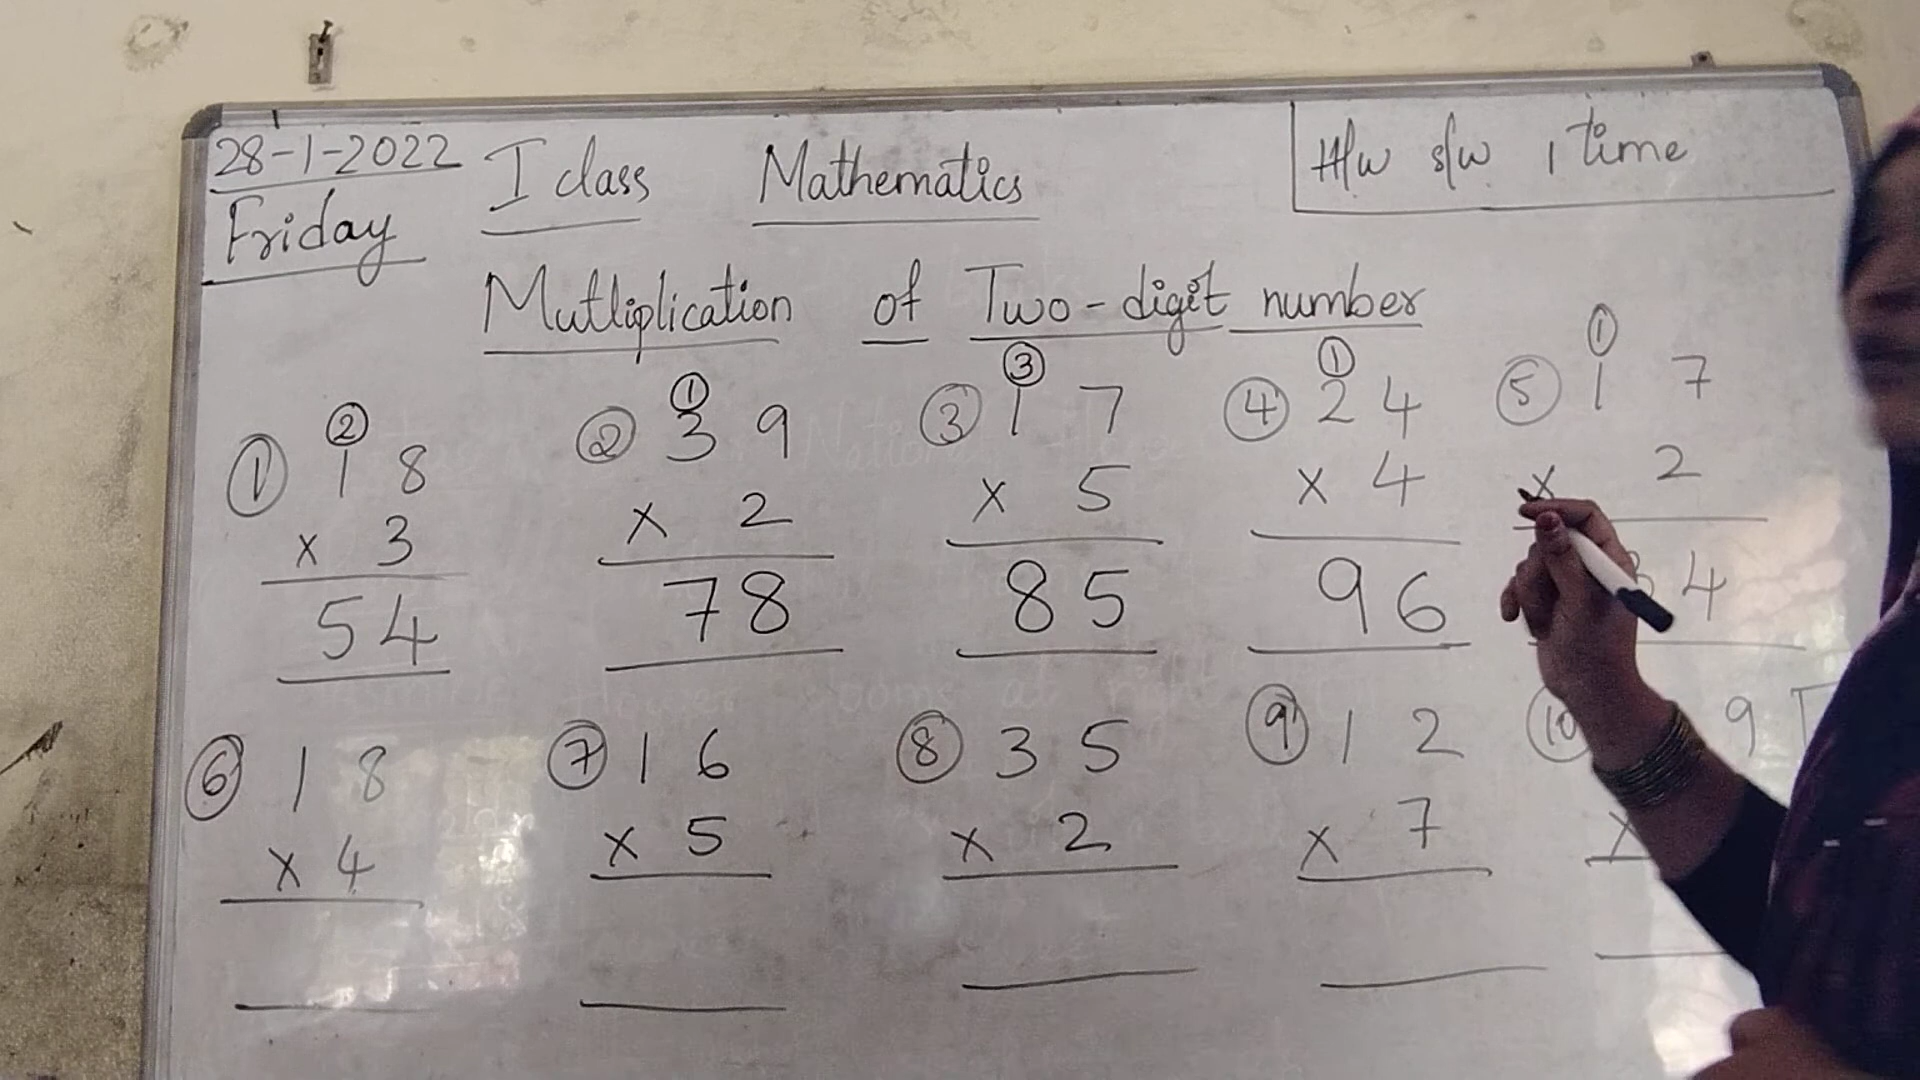 28-1-2022 I class Mathematics H/w s/w 1 time
Friday
Mutliplication of Two-digit number
① ② 1 8
× 3
54
② ① 3 9
× 2
78
③ ③ 1 7
× 5
85
④ ① 2 4
× 4
96
⑤ ① 1 7
× 2
34
⑥ 1 8
× 4
⑦ 1 6
× 5
⑧ 3 5
× 2
⑨ 1 2
× 7
⑩ 9
×